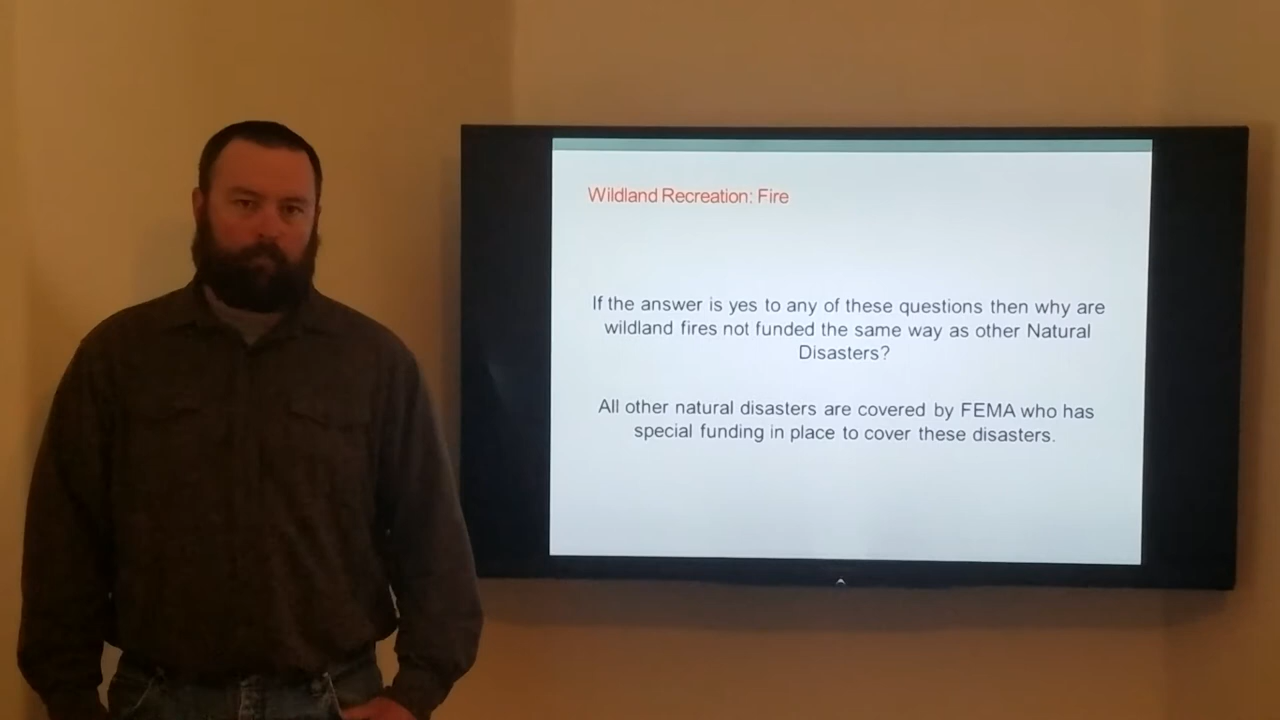 Wildland Recreation: Fire
If the answer is yes to any of these questions then why are
wildland fires not funded the same way as other Natural
Disasters?
All other natural disasters are covered by FEMA who has
special funding in place to cover these disasters.